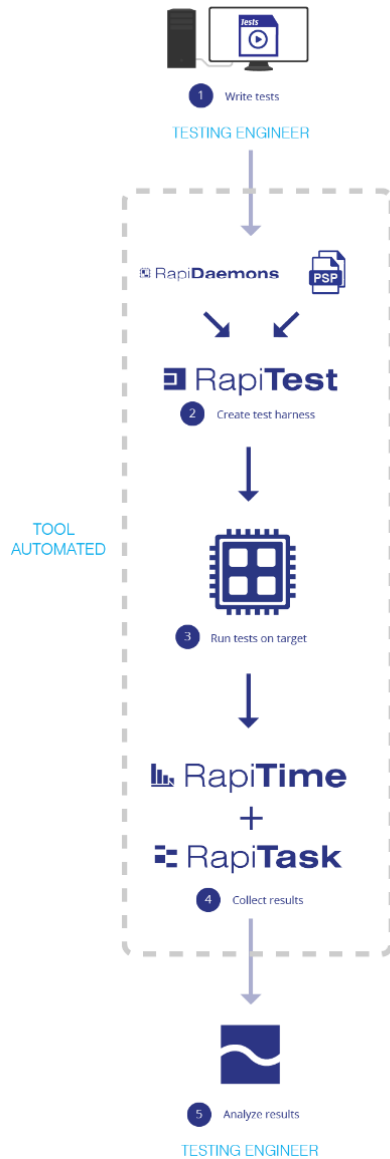 Tests
1 Write tests
TESTING ENGINEER
RapiDaemons
PSP
RapiTest
2 Create test harness
TOOL
AUTOMATED
3 Run tests on target
RapiTime
+
RapiTask
4 Collect results
5 Analyze results
TESTING ENGINEER